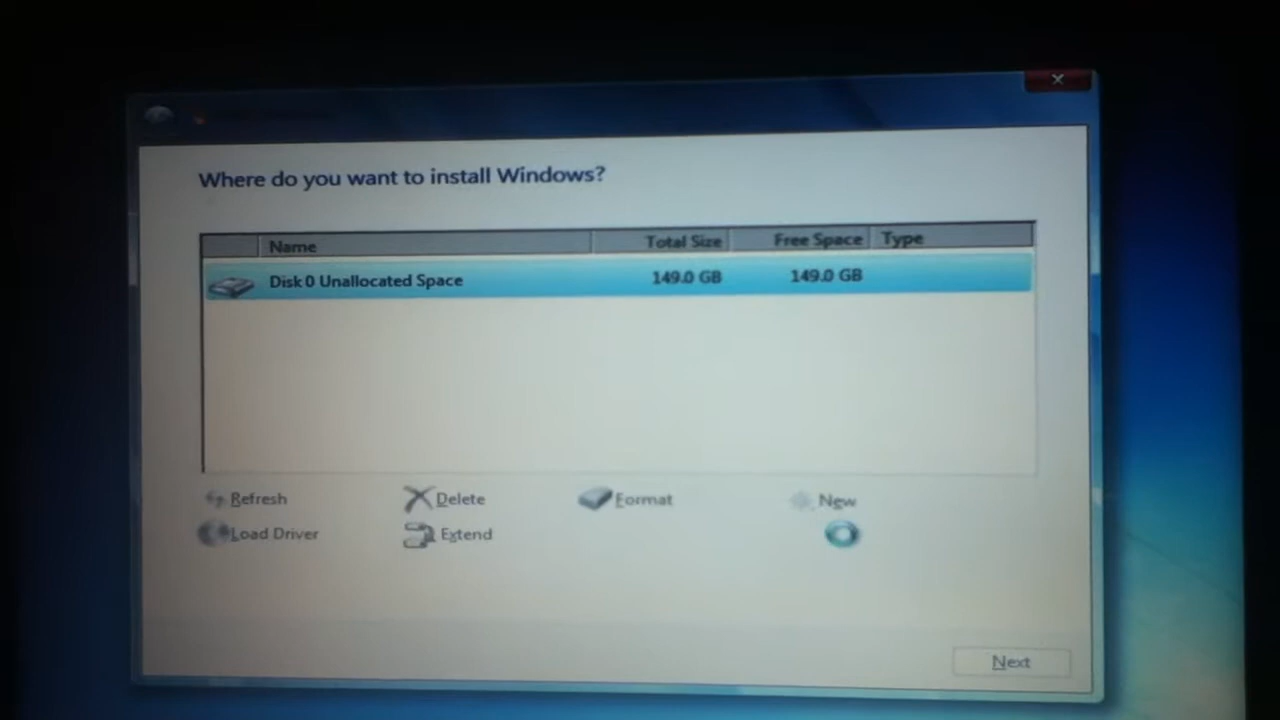 Where do you want to install Windows?
Name Total Size Free Space Type
Disk 0 Unallocated Space 149.0 GB 149.0 GB
Refresh Delete Format New
Load Driver Extend
Next